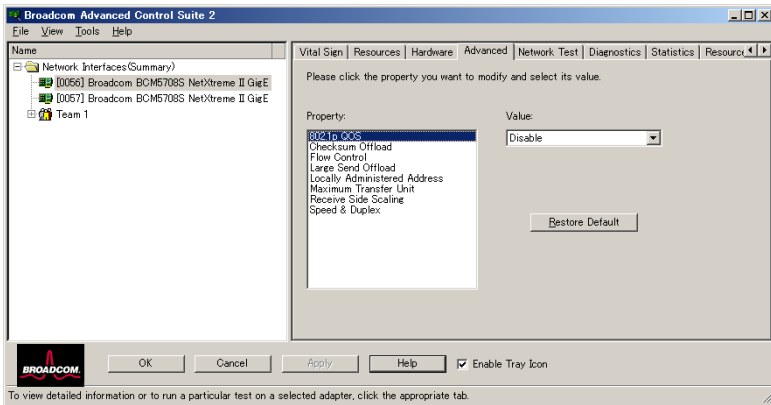 Broadcom Advanced Control Suite 2
File View Tools Help
Name
Network Interfaces(Summary)
[0056] Broadcom BCM5708S NetXtreme II GigE
[0057] Broadcom BCM5708S NetXtreme II GigE
Team 1
Vital Sign Resources Hardware Advanced Network Test Diagnostics Statistics Resourc
Please click the property you want to modify and select its value.
Property:
Value:
802.1p QOS
Disable
Checksum Offload
Flow Control
Large Send Offload
Locally Administered Address
Maximum Transfer Unit
Receive Side Scaling
Speed & Duplex
Restore Default
BROADCOM.
OK Cancel Apply Help Enable Tray Icon
To view detailed information or to run a particular test on a selected adapter, click the appropriate tab.